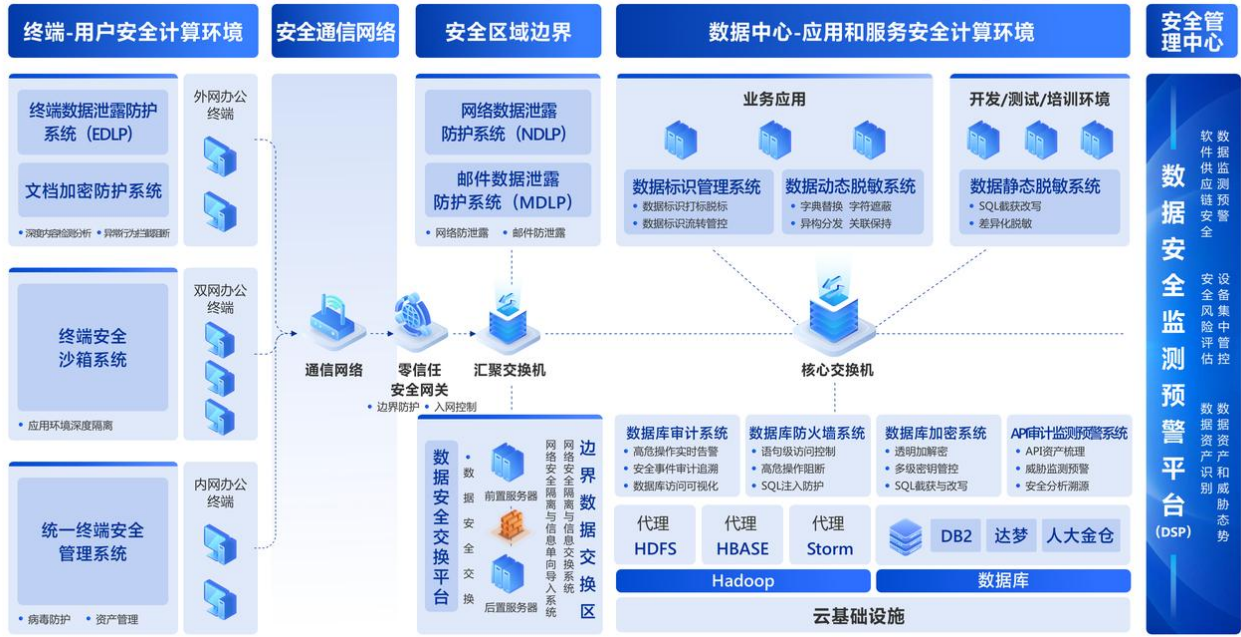 终端-用户安全计算环境
安全通信网络
安全区域边界
数据中心-应用和服务安全计算环境
安全管
理中心
终端数据泄露防护
系统（EDLP）
文档加密防护系统
• 深度内容检测分析 • 异常行为拦截阻断
外网办公
终端
终端安全
沙箱系统
• 应用环境深度隔离
双网办公
终端
统一终端安全
管理系统
• 病毒防护 • 资产管理
内网办公
终端
通信网络
零信任
安全网关
• 边界防护 • 入网控制
网络数据泄露
防护系统（NDLP）
邮件数据泄露
防护系统（MDLP）
• 网络防泄露 • 邮件防泄露
汇聚交换机
数据安全交换平台
• 数据安全交换
前置服务器
后置服务器
网络安全隔离与信息单向导入系统
网络安全隔离与信息交换系统
边界数据交换区
业务应用
数据标识管理系统
• 数据标识打标脱标
• 数据标识流转管控
数据动态脱敏系统
• 字典替换 字符遮蔽
• 异构分发 关联保持
开发/测试/培训环境
数据静态脱敏系统
• SQL截获改写
• 差异化脱敏
核心交换机
数据库审计系统
• 高危操作实时告警
• 安全事件审计追溯
• 数据库访问可视化
数据库防火墙系统
• 语句级访问控制
• 高危操作阻断
• SQL注入防护
数据库加密系统
• 透明加解密
• 多级密钥管控
• SQL截获与改写
API审计监测预警系统
• API资产梳理
• 威胁监测预警
• 安全分析溯源
代理
HDFS
代理
HBASE
代理
Storm
DB2
达梦
人大金仓
Hadoop
数据库
云基础设施
数据安全监测预警平台
(DSP)
数据监测预警
软件供应链安全
设备集中管控
安全风险评估
数据资产和威胁态势
数据资产识别